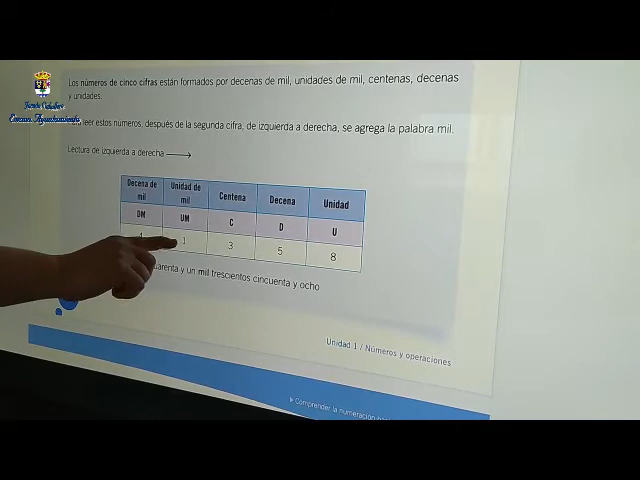 Los números de cinco cifras están formados por decenas de mil, unidades de mil, centenas, decenas
y unidades.
leer estos números, después de la segunda cifra, de izquierda a derecha, se agrega la palabra mil.
Lectura de izquierda a derecha
Decena de mil Unidad de mil Centena Decena Unidad
DM UM C D U
1 3 5 8
uarenta y un mil trescientos cincuenta y ocho
Unidad 1 / Números y operaciones
Comprender la numeración